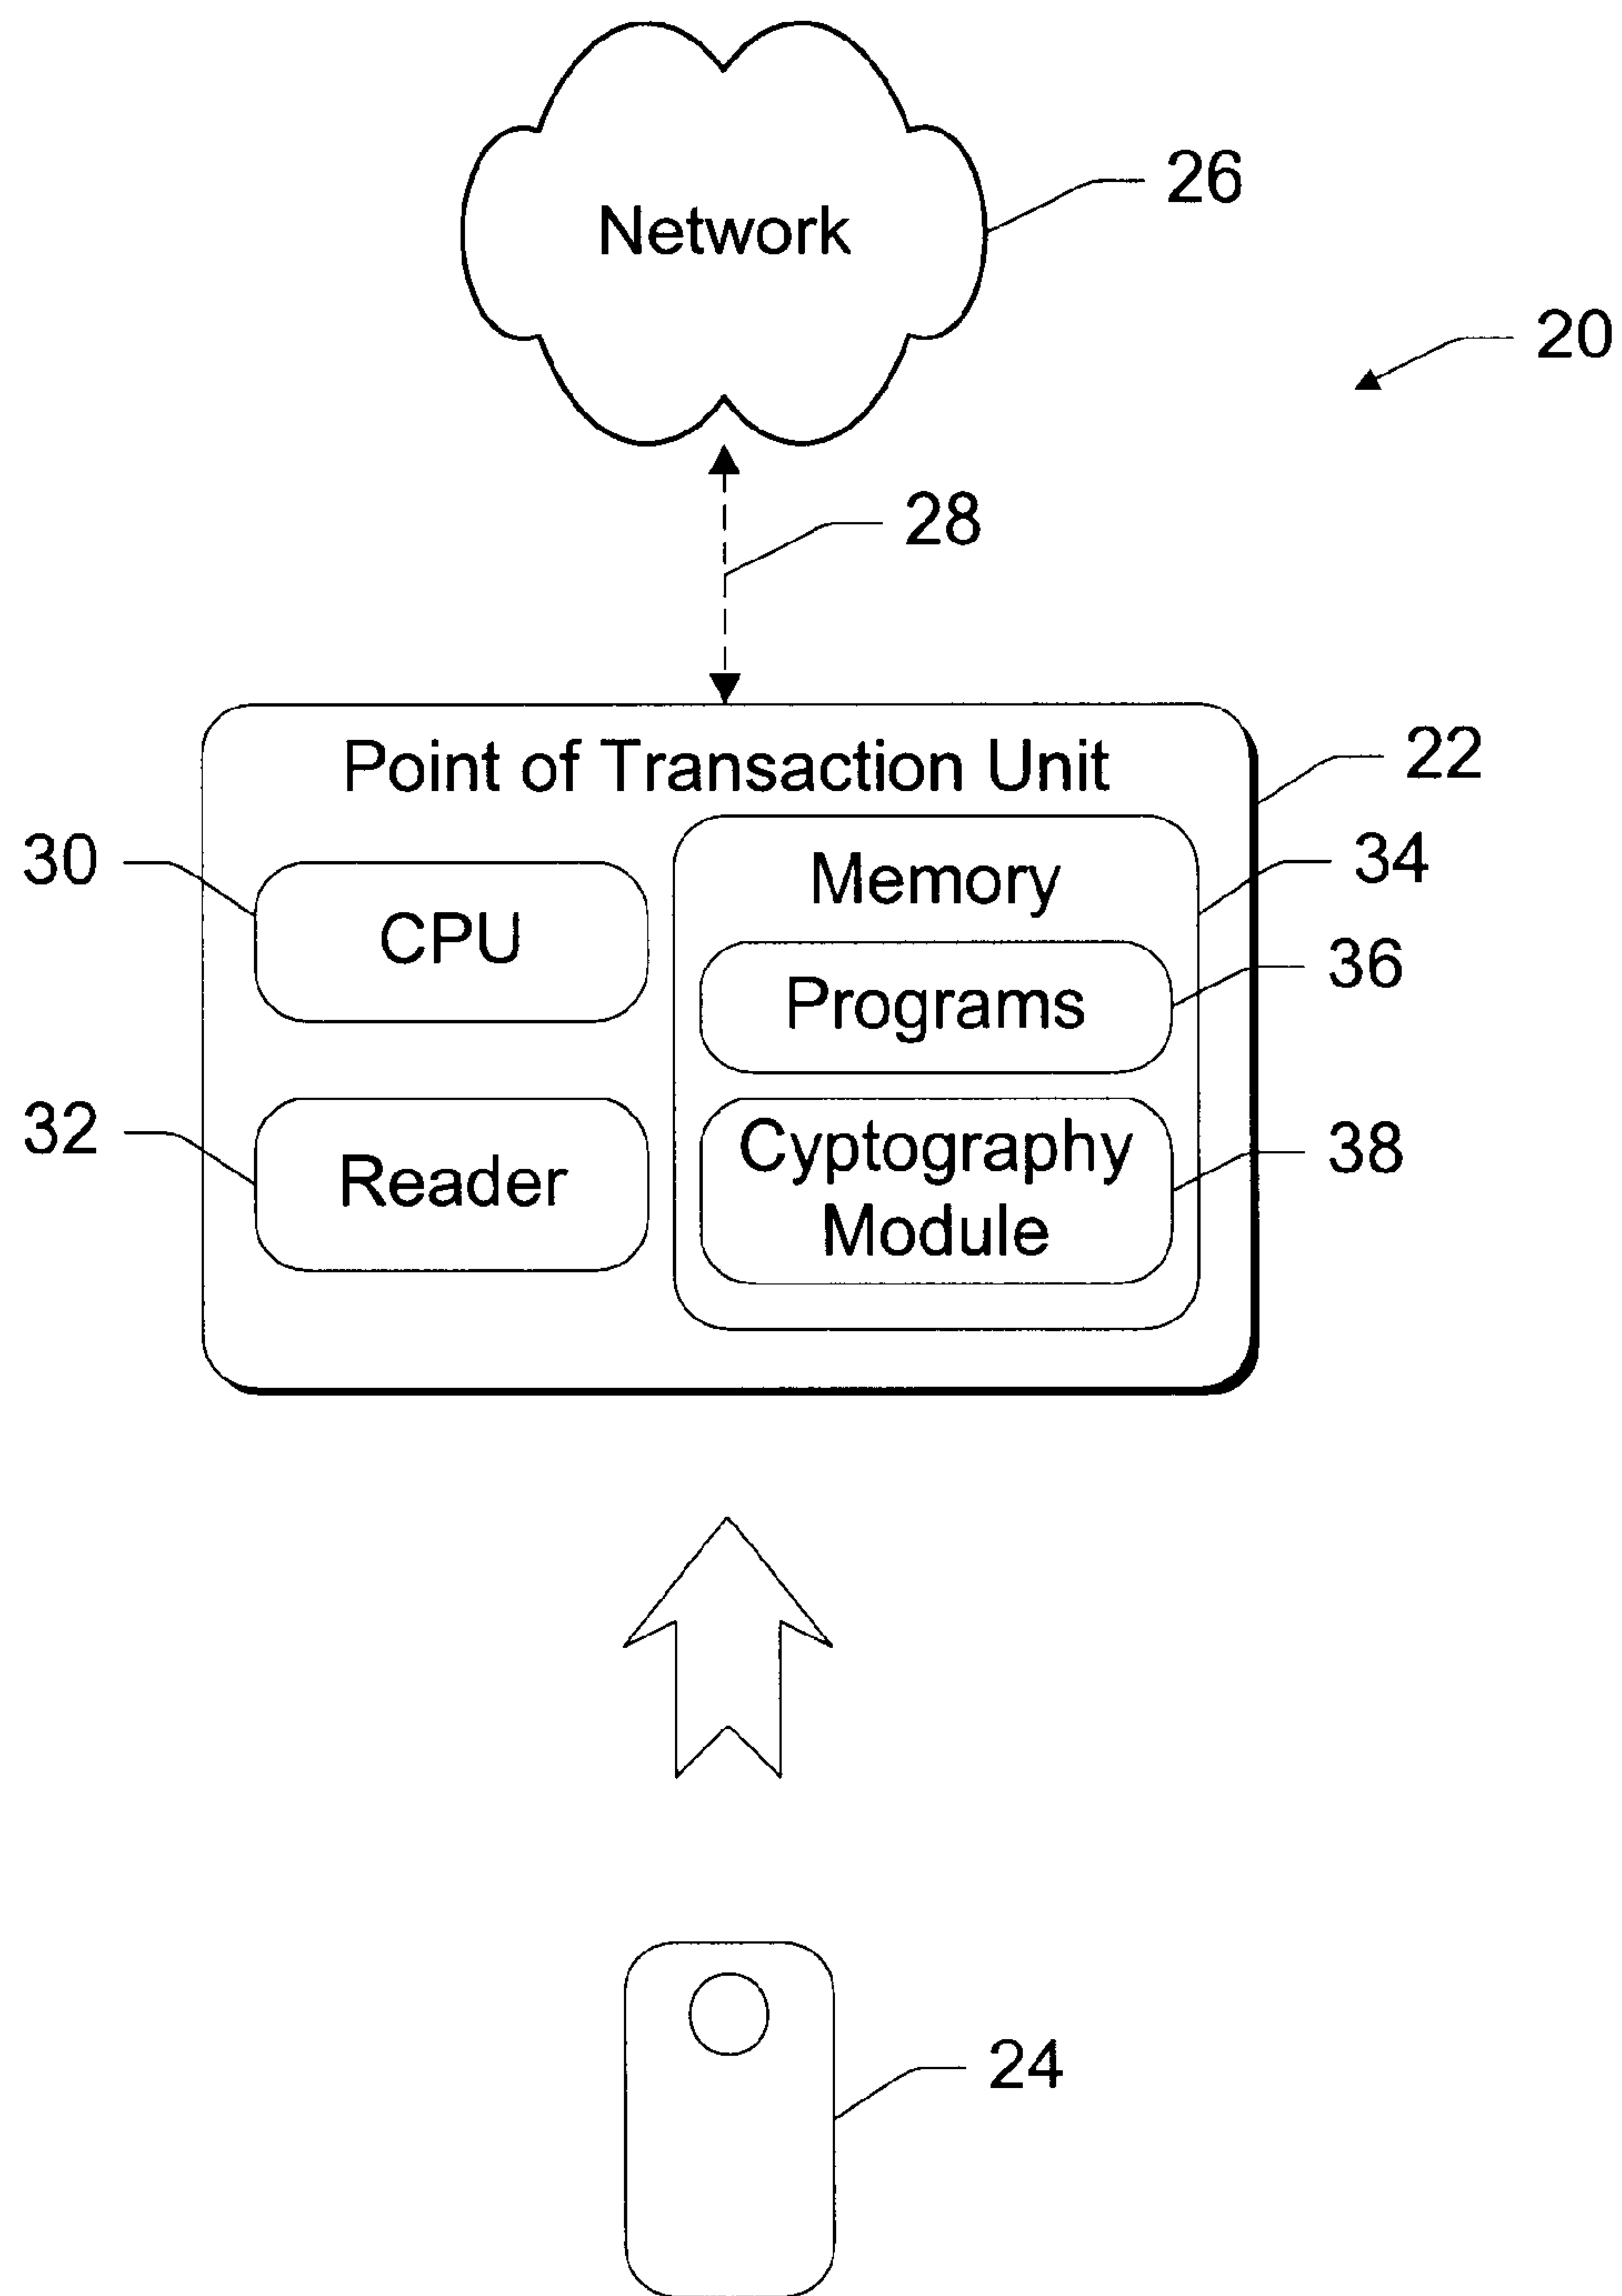 Network
26
20
28
Point of Transaction Unit
22
30
CPU
Memory
34
Programs
36
32
Reader
Cyptography
Module
38
24